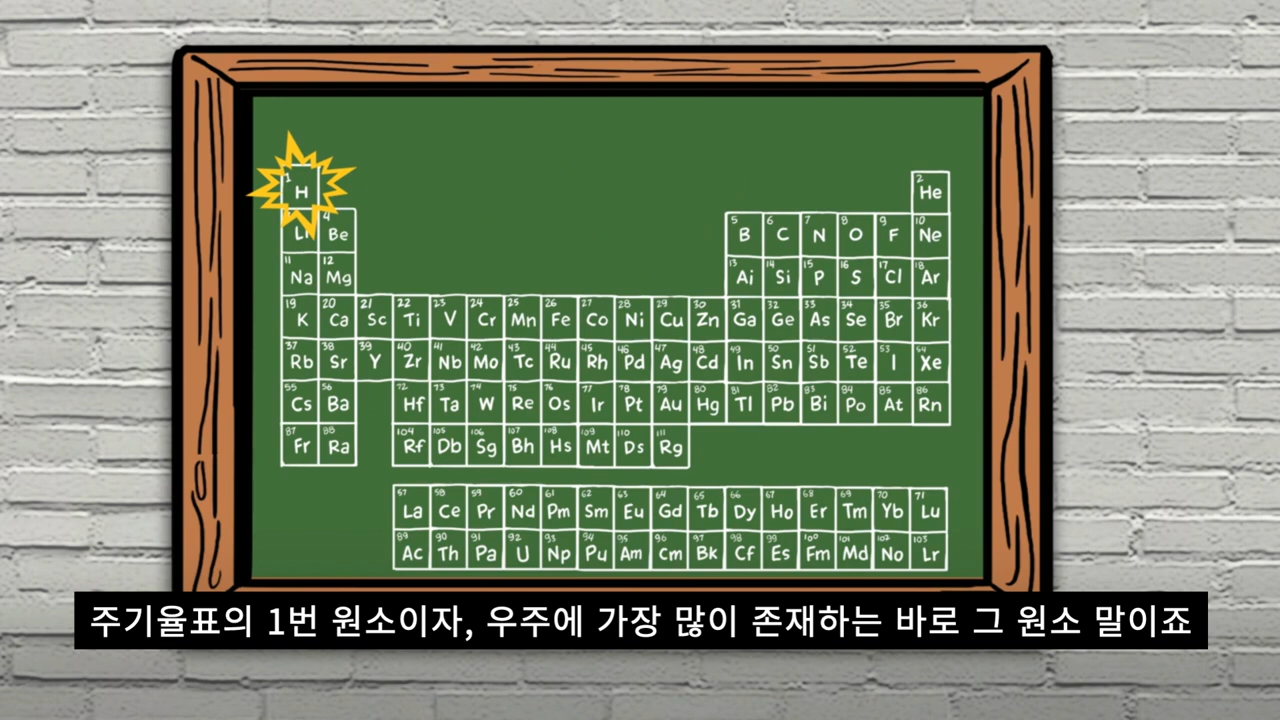 1 H 2 He
3 Li 4 Be 5 B 6 C 7 N 8 O 9 F 10 Ne
11 Na 12 Mg 13 Ai 14 Si 15 P 16 S 17 Cl 18 Ar
19 K 20 Ca 21 Sc 22 Ti 23 V 24 Cr 25 Mn 26 Fe 27 Co 28 Ni 29 Cu 30 Zn 31 Ga 32 Ge 33 As 34 Se 35 Br 36 Kr
37 Rb 38 Sr 39 Y 40 Zr 41 Nb 42 Mo 43 Tc 44 Ru 45 Rh 46 Pd 47 Ag 48 Cd 49 In 50 Sn 51 Sb 52 Te 53 I 54 Xe
55 Cs 56 Ba 72 Hf 73 Ta 74 W 75 Re 76 Os 77 Ir 78 Pt 79 Au 80 Hg 81 Tl 82 Pb 83 Bi 84 Po 85 At 86 Rn
87 Fr 88 Ra 104 Rf 105 Db 106 Sg 107 Bh 108 Hs 109 Mt 110 Ds 111 Rg
57 La 58 Ce 59 Pr 60 Nd 61 Pm 62 Sm 63 Eu 64 Gd 65 Tb 66 Dy 67 Ho 68 Er 69 Tm 70 Yb 71 Lu
89 Ac 90 Th 91 Pa 92 U 93 Np 94 Pu 95 Am 96 Cm 97 Bk 98 Cf 99 Es 100 Fm 101 Md 102 No 103 Lr
주기율표의 1번 원소이자, 우주에 가장 많이 존재하는 바로 그 원소 말이죠